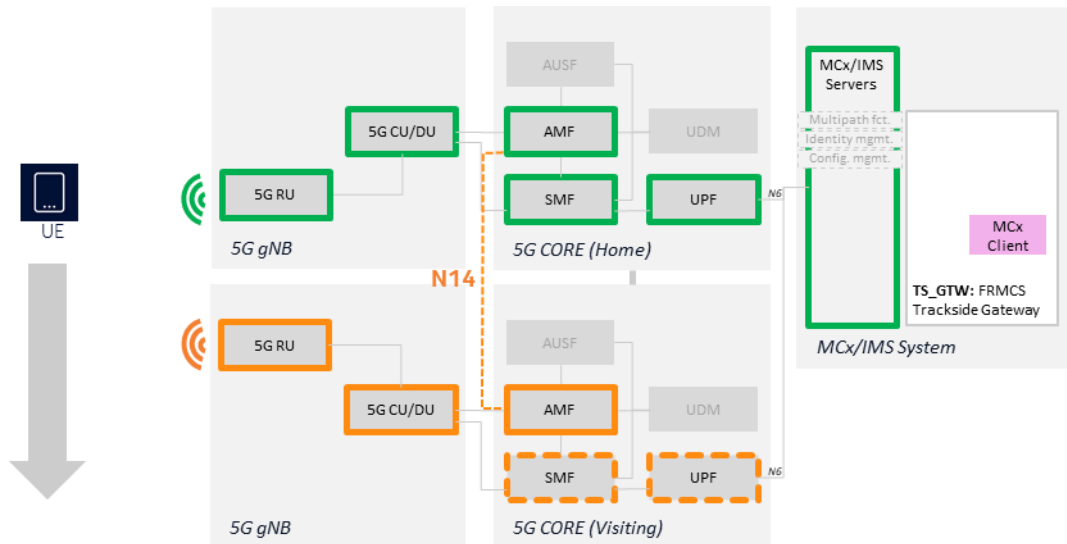 UE
5G RU
5G CU/DU
5G gNB
AUSF
AMF
UDM
SMF
UPF
N6
5G CORE (Home)
N14
5G RU
5G CU/DU
5G gNB
AUSF
AMF
UDM
SMF
UPF
N6
5G CORE (Visiting)
MCx/IMS
Servers
Multipath fct.
Identity mgmt.
Config. mgmt.
MCx
Client
TS_GTW: FRMCS
Trackside Gateway
MCx/IMS System